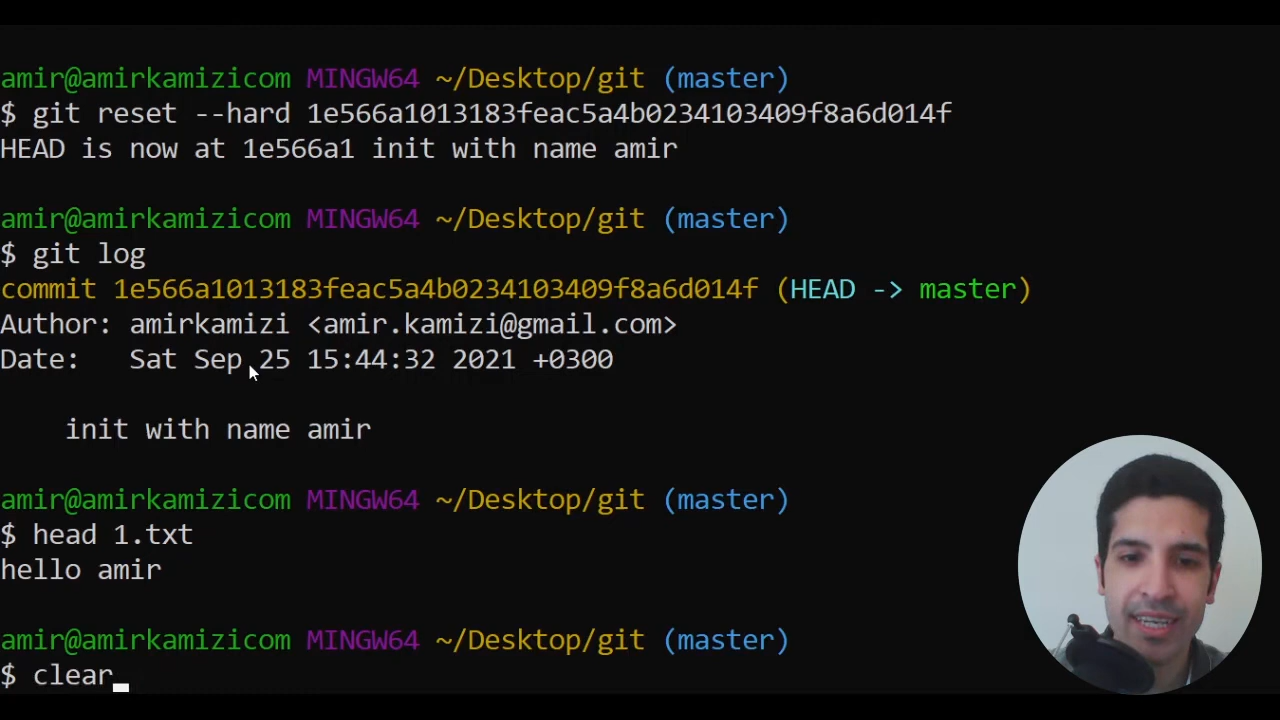 amir@amirkamizicom MINGW64 ~/Desktop/git (master)
$ git reset --hard 1e566a1013183feac5a4b0234103409f8a6d014f
HEAD is now at 1e566a1 init with name amir
amir@amirkamizicom MINGW64 ~/Desktop/git (master)
$ git log
commit 1e566a1013183feac5a4b0234103409f8a6d014f (HEAD -> master)
Author: amirkamizi <amir.kamizi@gmail.com>
Date:   Sat Sep 25 15:44:32 2021 +0300
    init with name amir
amir@amirkamizicom MINGW64 ~/Desktop/git (master)
$ head 1.txt
hello amir
amir@amirkamizicom MINGW64 ~/Desktop/git (master)
$ clear